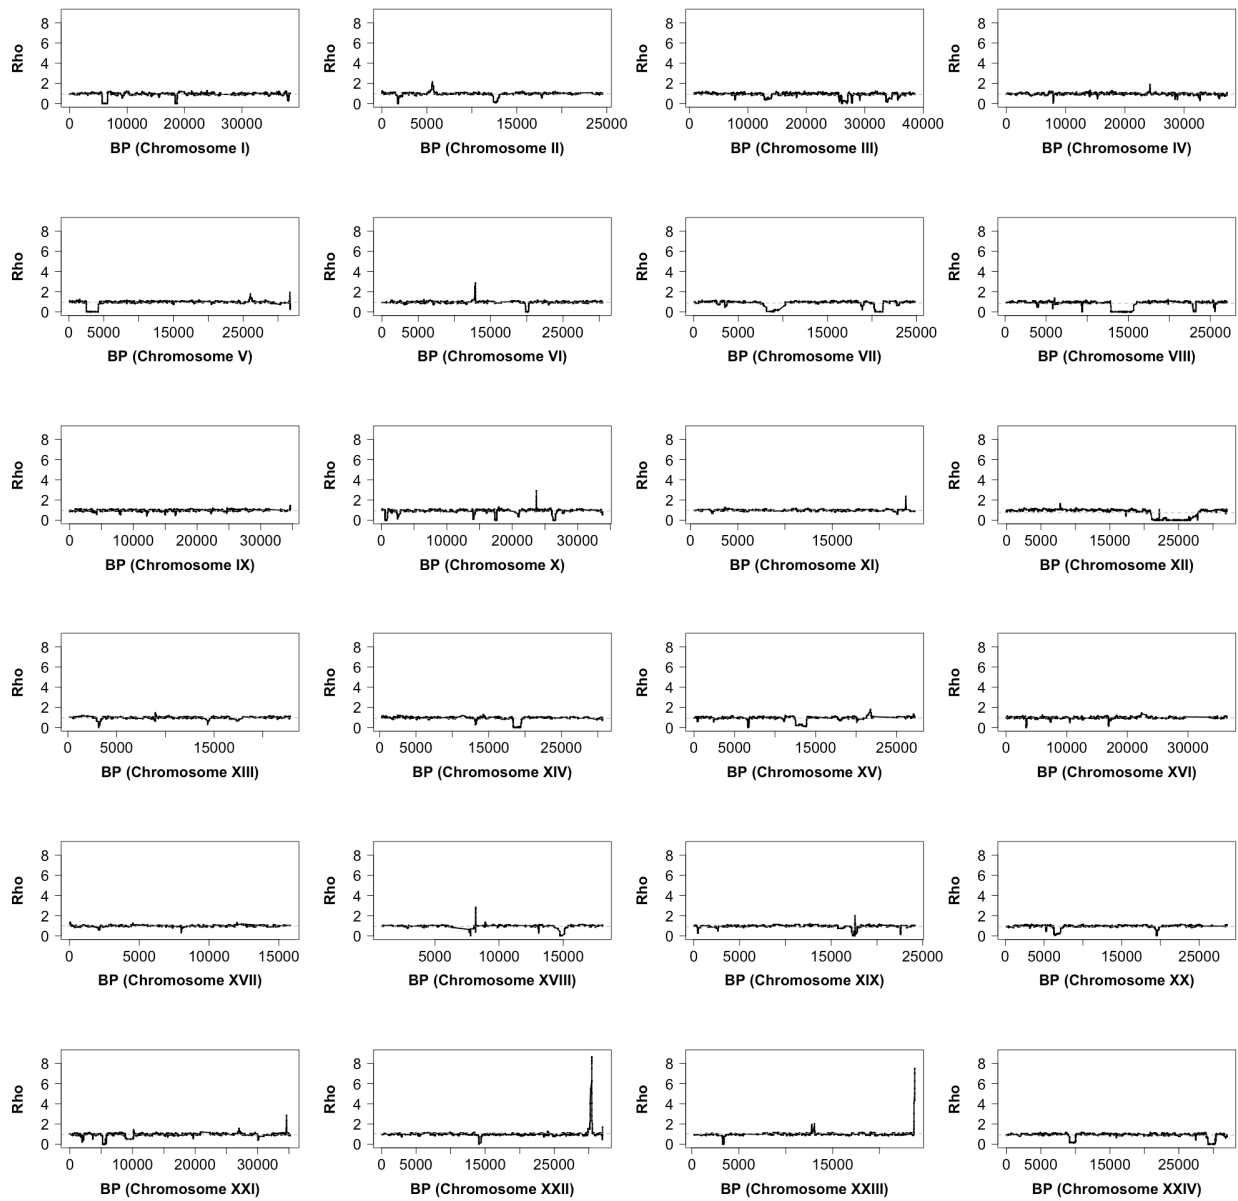 8
6
4
2
0
Rho
0 10000 20000 30000
BP (Chromosome I)
8
6
4
2
0
Rho
0 5000 15000 25000
BP (Chromosome II)
8
6
4
2
0
Rho
0 10000 20000 30000 40000
BP (Chromosome III)
8
6
4
2
0
Rho
0 10000 20000 30000
BP (Chromosome IV)
8
6
4
2
0
Rho
0 5000 15000 25000
BP (Chromosome V)
8
6
4
2
0
Rho
0 5000 15000 25000
BP (Chromosome VI)
8
6
4
2
0
Rho
0 5000 15000 25000
BP (Chromosome VII)
8
6
4
2
0
Rho
0 5000 15000 25000
BP (Chromosome VIII)
8
6
4
2
0
Rho
0 10000 20000 30000
BP (Chromosome IX)
8
6
4
2
0
Rho
0 10000 20000 30000
BP (Chromosome X)
8
6
4
2
0
Rho
0 5000 15000
BP (Chromosome XI)
8
6
4
2
0
Rho
0 5000 15000 25000
BP (Chromosome XII)
8
6
4
2
0
Rho
0 5000 15000
BP (Chromosome XIII)
8
6
4
2
0
Rho
0 5000 15000 25000
BP (Chromosome XIV)
8
6
4
2
0
Rho
0 5000 15000 25000
BP (Chromosome XV)
8
6
4
2
0
Rho
0 10000 20000 30000
BP (Chromosome XVI)
8
6
4
2
0
Rho
0 5000 10000 15000
BP (Chromosome XVII)
8
6
4
2
0
Rho
5000 10000 15000
BP (Chromosome XVIII)
8
6
4
2
0
Rho
0 5000 15000 25000
BP (Chromosome XIX)
8
6
4
2
0
Rho
0 5000 15000 25000
BP (Chromosome XX)
8
6
4
2
0
Rho
0 10000 20000 30000
BP (Chromosome XXI)
8
6
4
2
0
Rho
0 5000 15000 25000
BP (Chromosome XXII)
8
6
4
2
0
Rho
0 5000 15000
BP (Chromosome XXIII)
8
6
4
2
0
Rho
0 5000 15000 25000
BP (Chromosome XXIV)